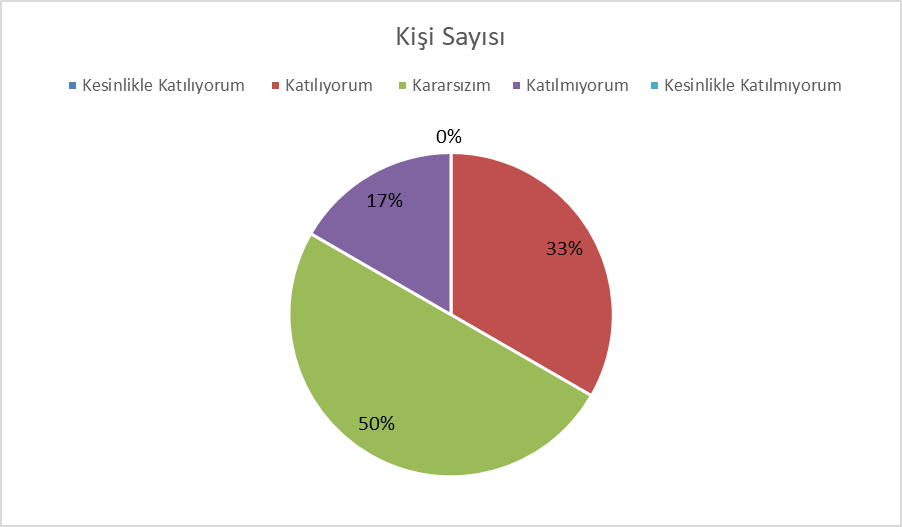 Kişi Sayısı
Kesinlikle Katılıyorum Katılıyorum Kararsızım Katılmıyorum Kesinlikle Katılmıyorum
0%
17%
33%
50%